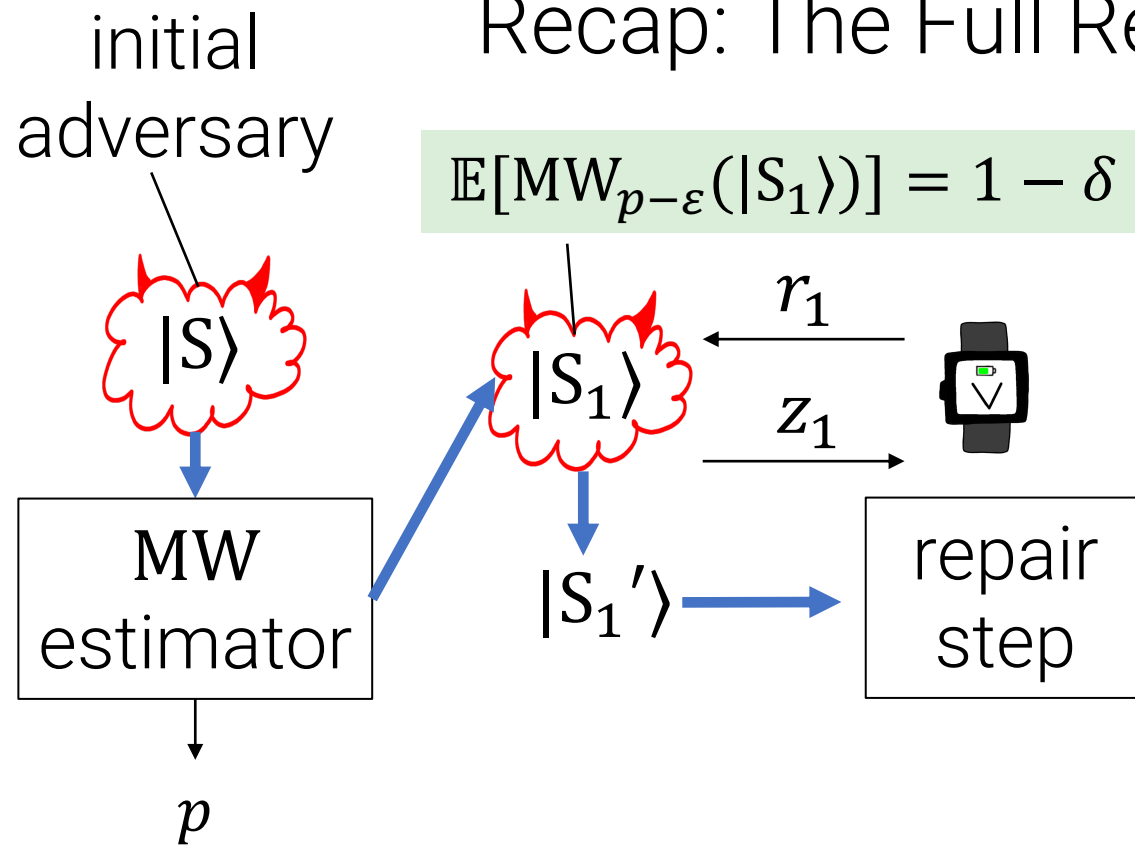 Recap: The Full Re
initial
adversary
𝔼[MW_{p−ε}(|S₁⟩)] = 1 − δ
|S⟩
|S₁⟩
r₁
z₁
V
MW
estimator
|S₁′⟩
repair
step
p